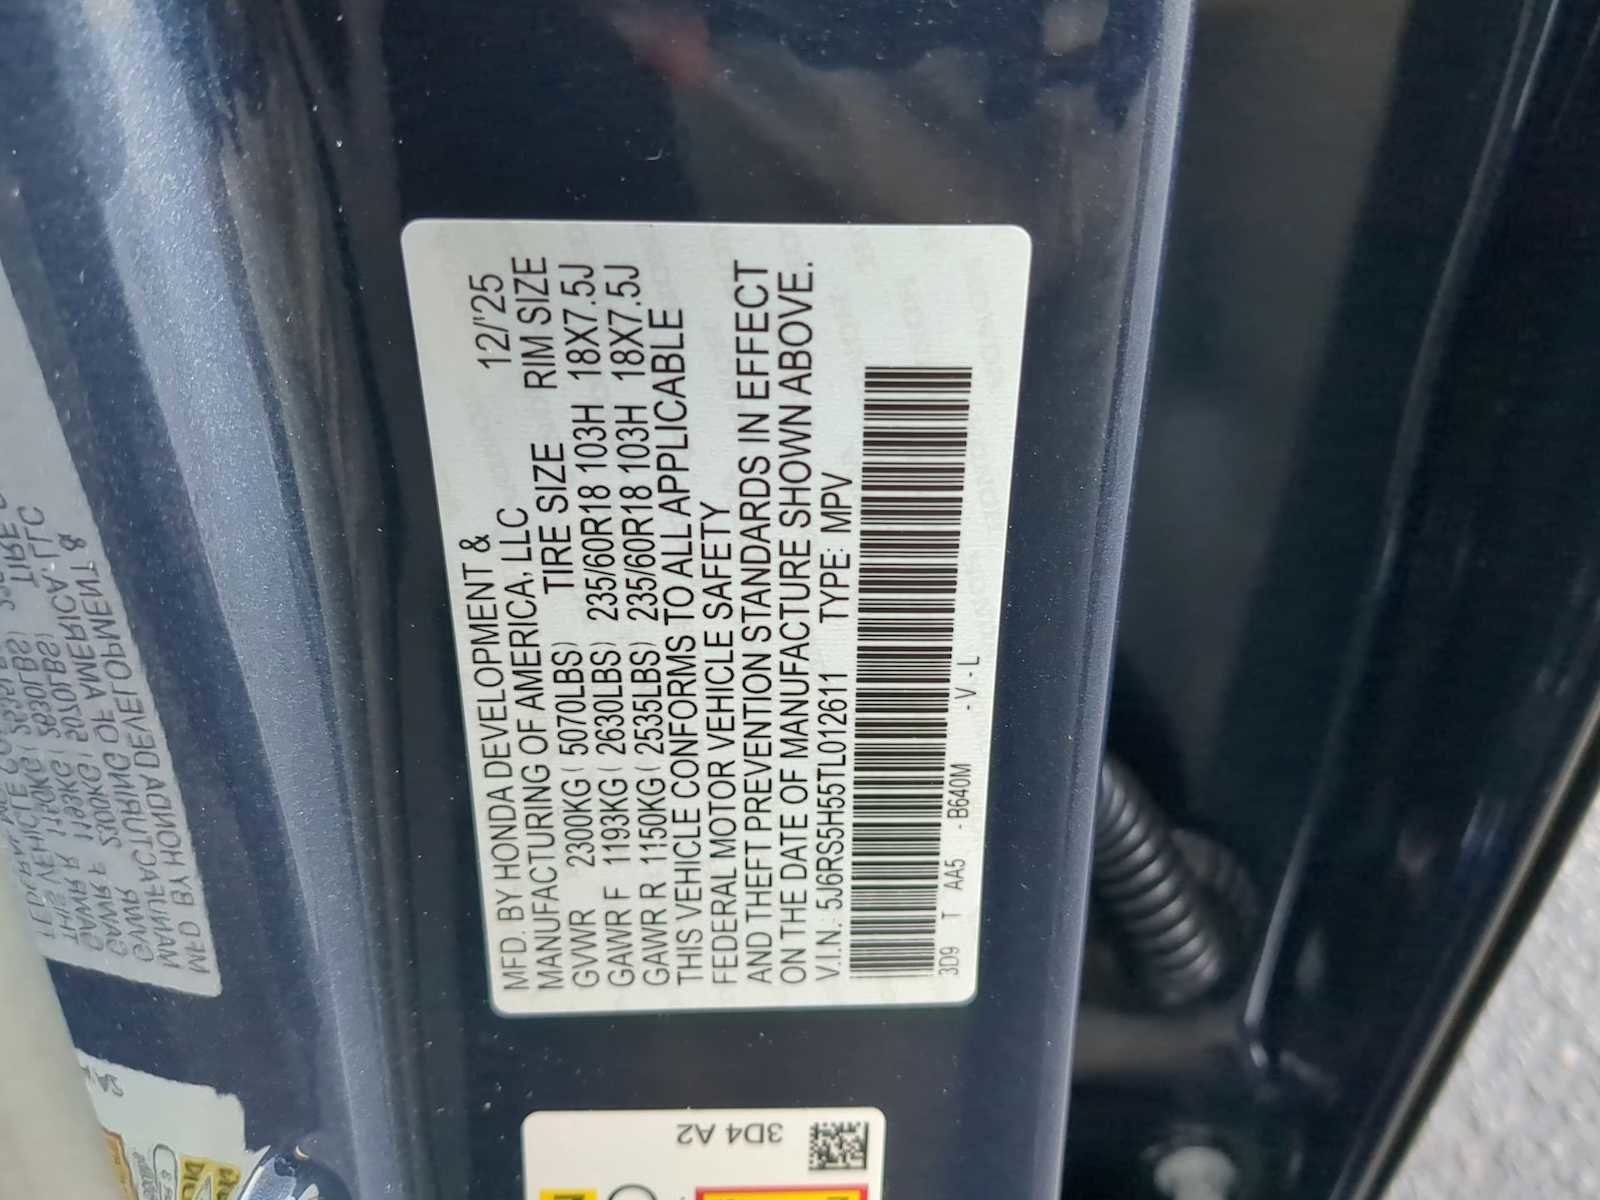 MFD. BY HONDA DEVELOPMENT &
MANUFACTURING OF AMERICA, LLC 12/'25
GVWR 2300KG ( 5070LBS) TIRE SIZE RIM SIZE
GAWR F 1193KG ( 2630LBS) 235/60R18 103H 18X7.5J
GAWR R 1150KG ( 2535LBS) 235/60R18 103H 18X7.5J
THIS VEHICLE CONFORMS TO ALL APPLICABLE
FEDERAL MOTOR VEHICLE SAFETY
AND THEFT PREVENTION STANDARDS IN EFFECT
ON THE DATE OF MANUFACTURE SHOWN ABOVE.
V.I.N.: 5J6RS5H55TL012611 TYPE: MPV
3D9 T AA5 - B640M - V - L
3D4 A2